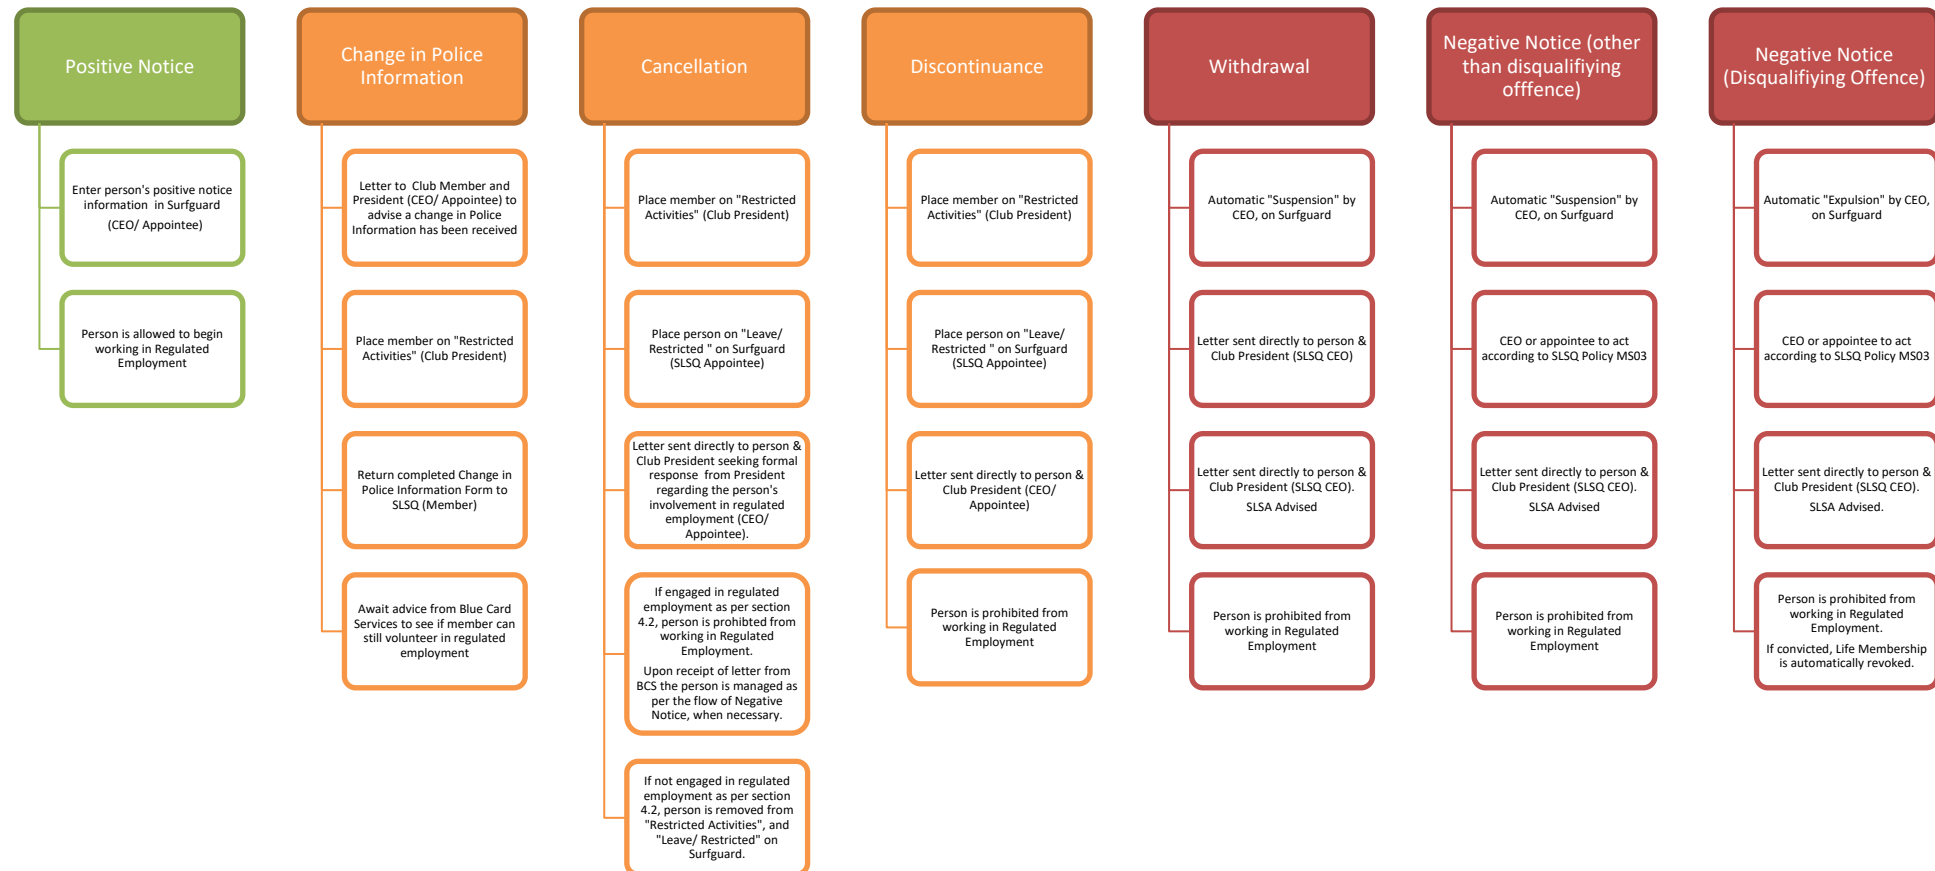 Positive Notice
Enter person's positive notice
information in Surfguard
(CEO/ Appointee)
Person is allowed to begin
working in Regulated
Employment
Change in Police
Information
Letter to Club Member and
President (CEO/ Appointee) to
advise a change in Police
Information has been received
Place member on "Restricted
Activities" (Club President)
Return completed Change in
Police Information Form to
SLSQ (Member)
Await advice from Blue Card
Services to see if member can
still volunteer in regulated
employment
Cancellation
Place member on "Restricted
Activities" (Club President)
Place person on "Leave/
Restricted " on Surfguard
(SLSQ Appointee)
Letter sent directly to person &
Club President seeking formal
response from President
regarding the person's
involvement in regulated
employment (CEO/
Appointee).
If engaged in regulated
employment as per section
4.2, person is prohibted from
working in Regulated
Employment.
Upon receipt of letter from
BCS the person is managed as
per the flow of Negative
Notice, when necessary.
If not engaged in regulated
employment as per section
4.2, person is removed from
"Restricted Activities", and
"Leave/ Restricted" on
Surfguard.
Discontinuance
Place member on "Restricted
Activities" (Club President)
Place person on "Leave/
Restricted " on Surfguard
(SLSQ Appointee)
Letter sent directly to person &
Club President (CEO/
Appointee)
Person is prohibited from
working in Regulated
Employment
Withdrawal
Automatic "Suspension" by
CEO, on Surfguard
Letter sent directly to person &
Club President (SLSQ CEO)
Letter sent directly to person &
Club President (SLSQ CEO).
SLSA Advised
Person is prohibited from
working in Regulated
Employment
Negative Notice (other
than disqualifiying
offfence)
Automatic "Suspension" by
CEO, on Surfguard
CEO or appointee to act
according to SLSQ Policy MS03
Letter sent directly to person &
Club President (SLSQ CEO).
SLSA Advised
Person is prohibited from
working in Regulated
Employment
Negative Notice
(Disqualifiying Offence)
Automatic "Expulsion" by CEO,
on Surfguard
CEO or appointee to act
according to SLSQ Policy MS03
Letter sent directly to person &
Club President (SLSQ CEO).
SLSA Advised.
Person is prohibited from
working in Regulated
Employment.
If convicted, Life Membership
is automatically revoked.